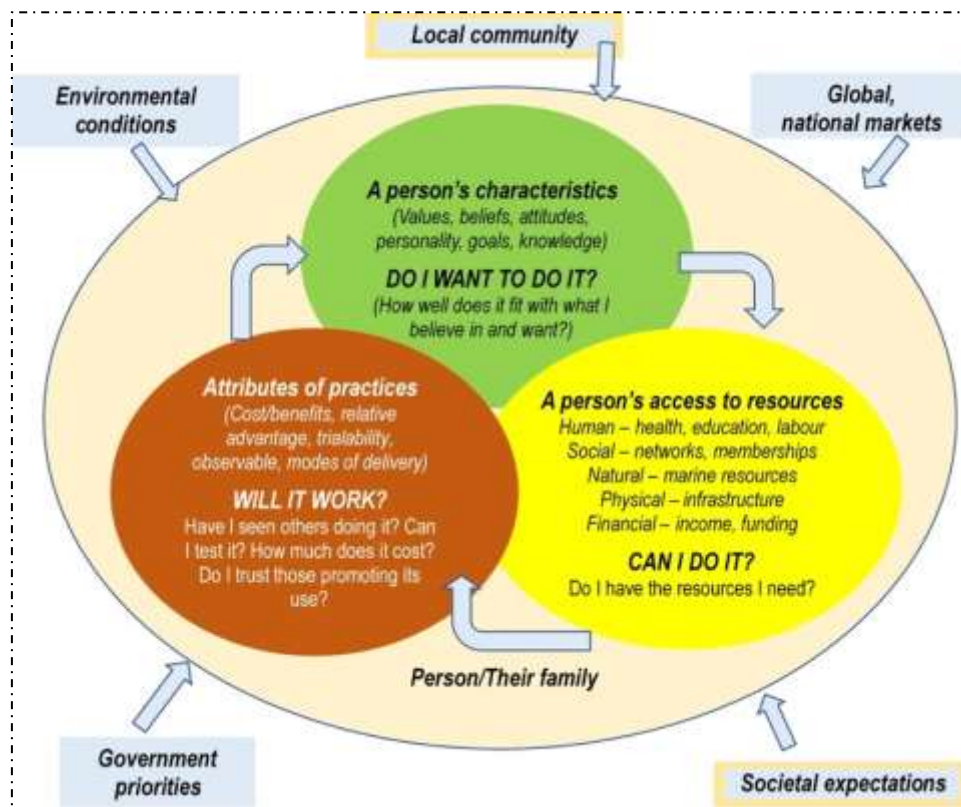 Local community
Environmental
conditions
Global,
national markets
A person's characteristics
(Values, beliefs, attitudes,
personality, goals, knowledge)
DO I WANT TO DO IT?
(How well does it fit with what I
believe in and want?)
Attributes of practices
(Cost/benefits, relative
advantage, trialability,
observable, modes of delivery)
WILL IT WORK?
Have I seen others doing it? Can
I test it? How much does it cost?
Do I trust those promoting Its
use?
A person's access to resources
Human – health, education, labour
Social – networks, memberships
Natural – marine resources
Physical – infrastructure
Financial – income, funding
CAN I DO IT?
Do I have the resources I need?
Person/Their family
Government
priorities
Societal expectations